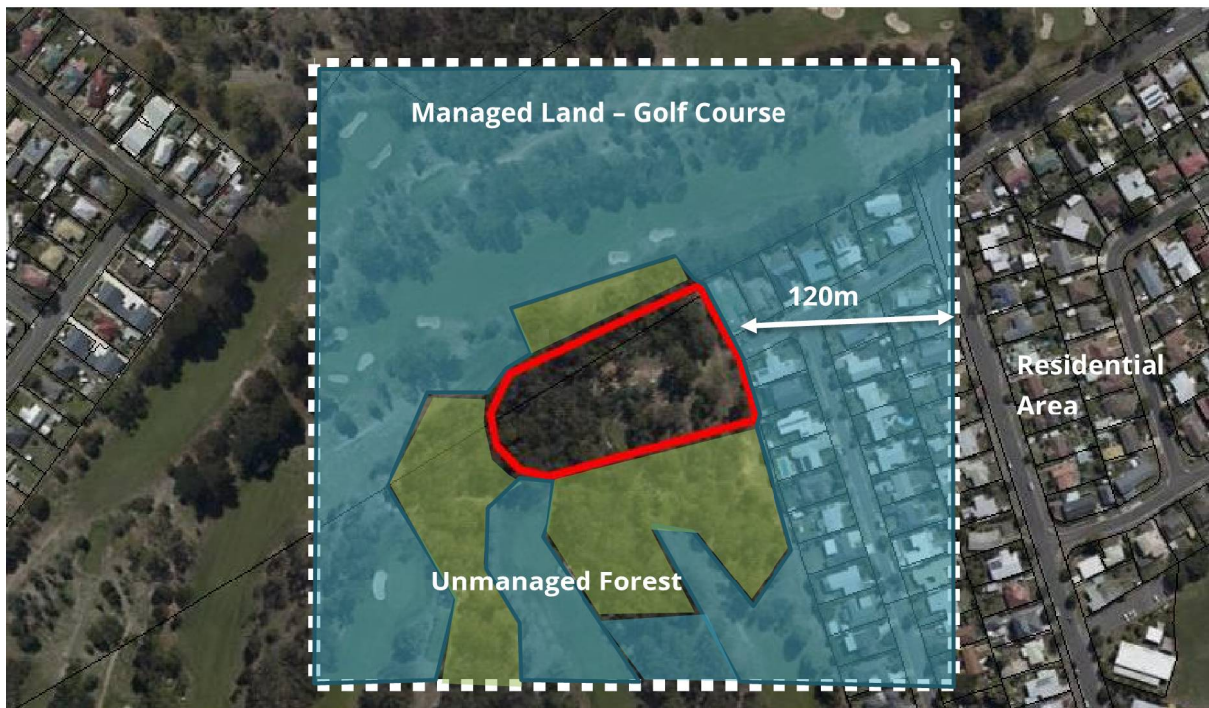 Managed Land – Golf Course
120m
Residential
Area
Unmanaged Forest